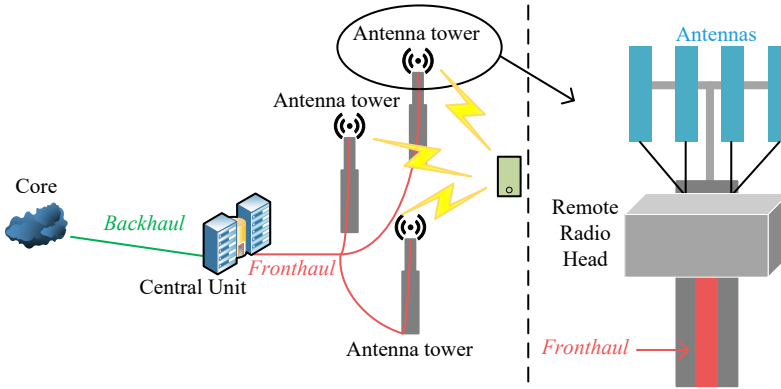 Antenna tower
Antenna tower
Core
Backhaul
Central Unit
Fronthaul
Antenna tower
Antennas
Remote
Radio
Head
Fronthaul